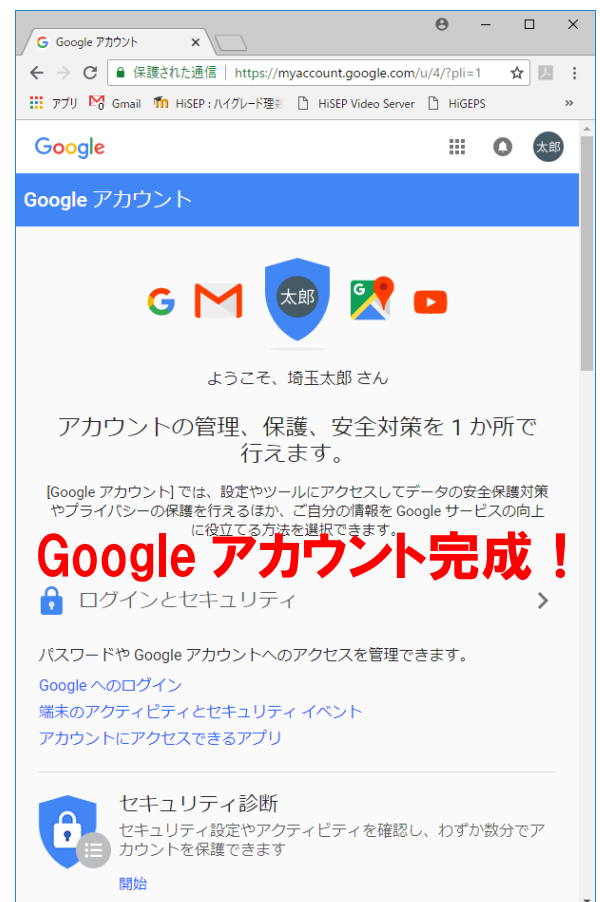 Google アカウント
保護された通信 | https://myaccount.google.com/u/4/?pli=1
アプリ Gmail HiSEP : ハイグレード理 HiSEP Video Server HiGEPS »
Google 太郎
Google アカウント
太郎
ようこそ、埼玉太郎 さん
アカウントの管理、保護、安全対策を 1 か所で
行えます。
[Google アカウント] では、設定やツールにアクセスしてデータの安全保護対策
やプライバシーの保護を行えるほか、ご自分の情報を Google サービスの向上
に役立てる方法を選択できます。
Google アカウント完成！
ログインとセキュリティ
パスワードや Google アカウントへのアクセスを管理できます。
Google へのログイン
端末のアクティビティとセキュリティ イベント
アカウントにアクセスできるアプリ
セキュリティ診断
セキュリティ設定やアクティビティを確認し、わずか数分でア
カウントを保護できます
開始